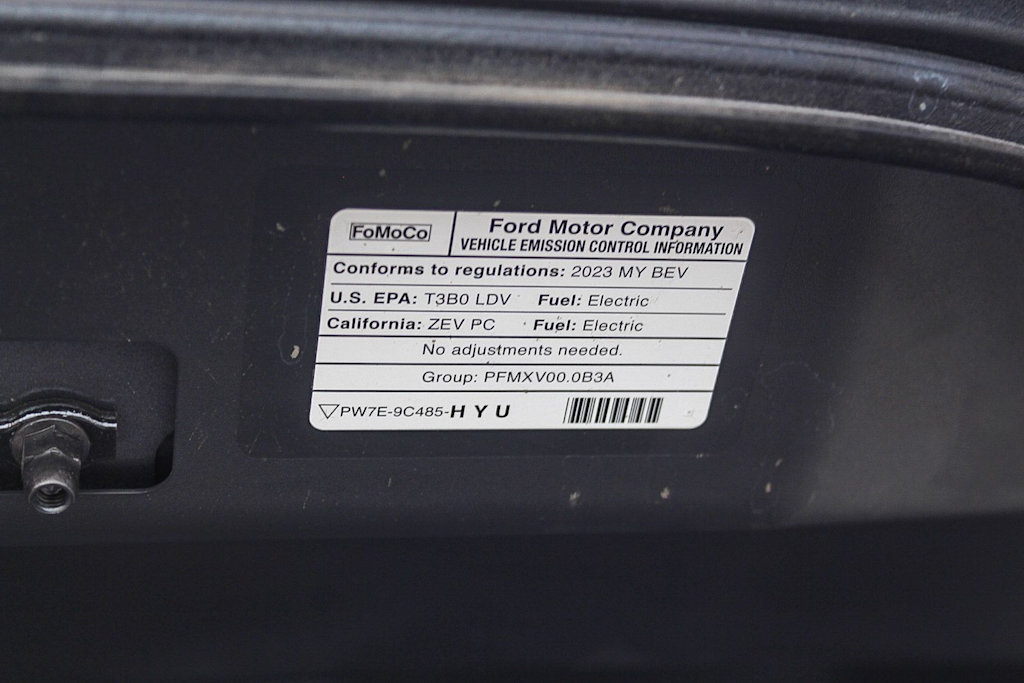 FoMoCo
Ford Motor Company
VEHICLE EMISSION CONTROL INFORMATION
Conforms to regulations: 2023 MY BEV
U.S. EPA: T3B0 LDV Fuel: Electric
California: ZEV PC Fuel: Electric
No adjustments needed.
Group: PFMXV00.0B3A
PW7E-9C485-HYU